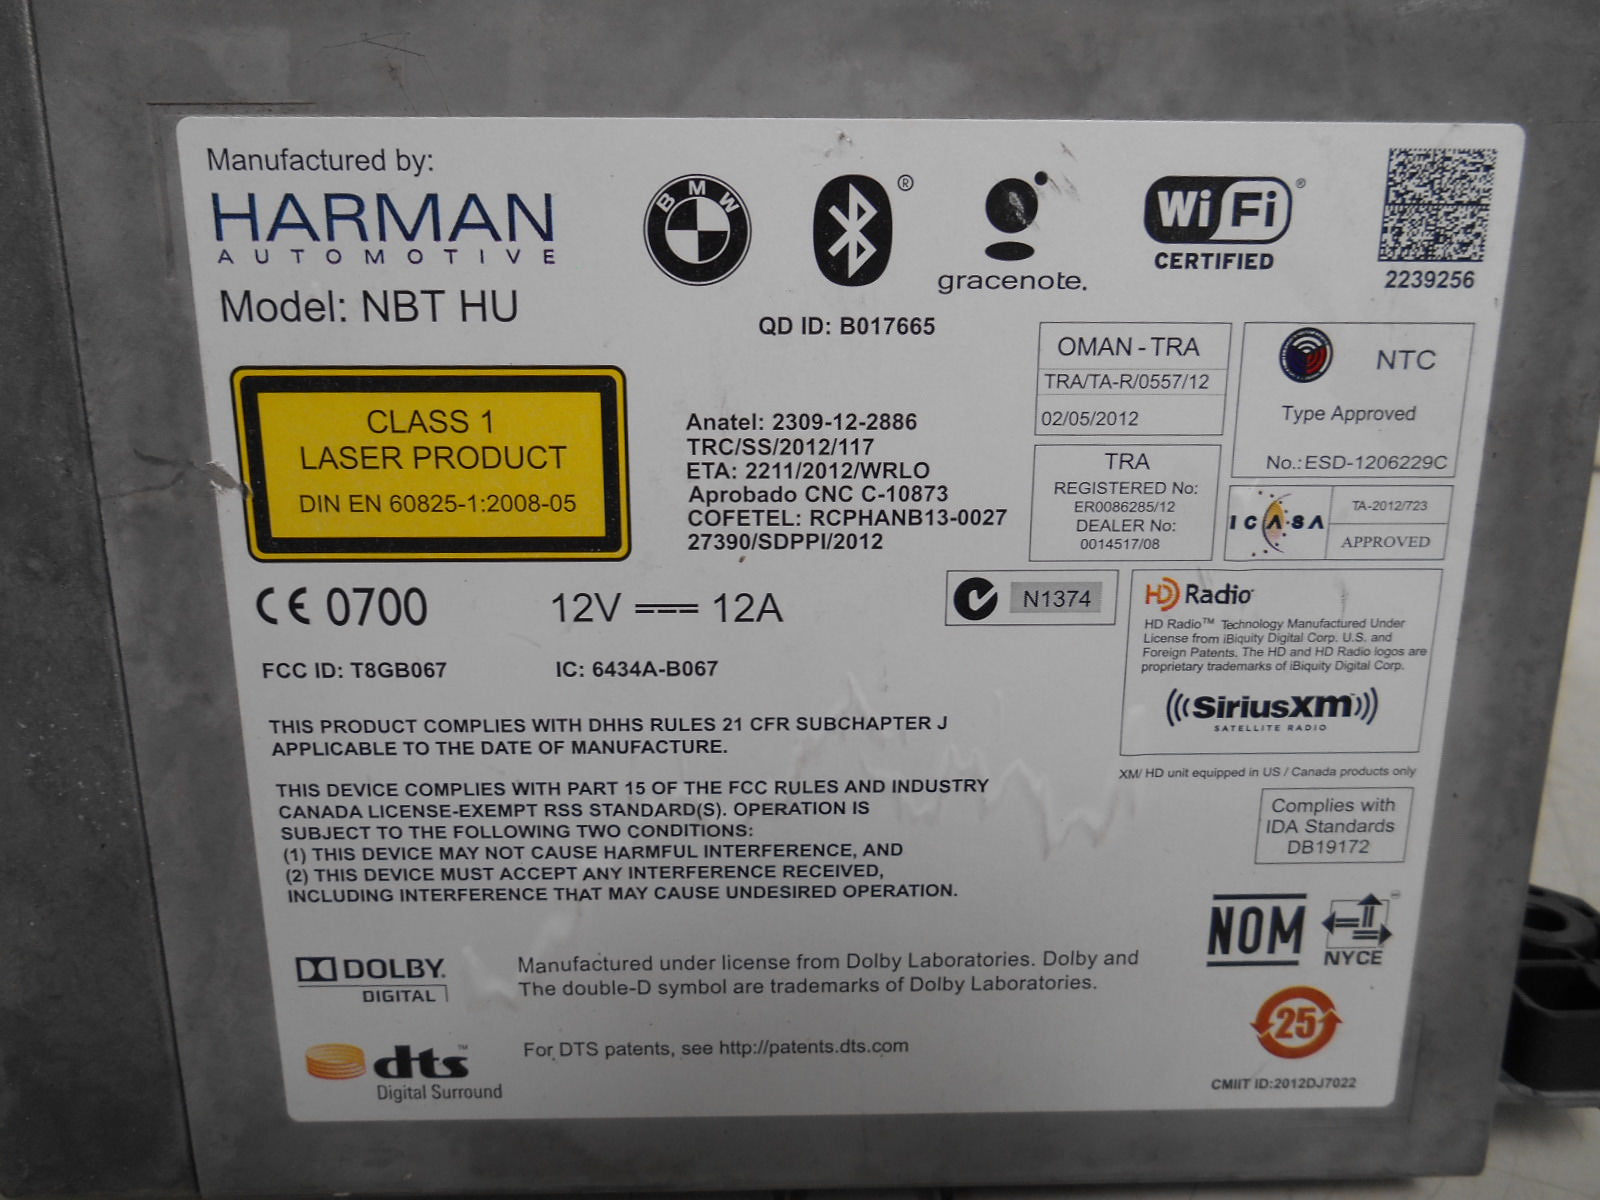 Manufactured by:
HARMAN
AUTOMOTIVE
Model: NBT HU
BMW
®
gracenote.
Wi Fi ®
CERTIFIED
2239256
QD ID: B017665
CLASS 1
LASER PRODUCT
DIN EN 60825-1:2008-05
Anatel: 2309-12-2886
TRC/SS/2012/117
ETA: 2211/2012/WRLO
Aprobado CNC C-10873
COFETEL: RCPHANB13-0027
27390/SDPPI/2012
OMAN - TRA
TRA/TA-R/0557/12
02/05/2012
TRA
REGISTERED No:
ER0086285/12
DEALER No:
0014517/08
NTC
Type Approved
No.: ESD-1206229C
ICASA
TA-2012/723
APPROVED
CE 0700
12V 12A
N1374
FCC ID: T8GB067
IC: 6434A-B067
HD Radio
HD Radio™ Technology Manufactured Under
License from iBiquity Digital Corp. U.S. and
Foreign Patents. The HD and HD Radio logos are
proprietary trademarks of iBiquity Digital Corp.
(((SiriusXM)))
SATELLITE RADIO
XM/ HD unit equipped in US / Canada products only
THIS PRODUCT COMPLIES WITH DHHS RULES 21 CFR SUBCHAPTER J
APPLICABLE TO THE DATE OF MANUFACTURE.
THIS DEVICE COMPLIES WITH PART 15 OF THE FCC RULES AND INDUSTRY
CANADA LICENSE-EXEMPT RSS STANDARD(S). OPERATION IS
SUBJECT TO THE FOLLOWING TWO CONDITIONS:
(1) THIS DEVICE MAY NOT CAUSE HARMFUL INTERFERENCE, AND
(2) THIS DEVICE MUST ACCEPT ANY INTERFERENCE RECEIVED,
INCLUDING INTERFERENCE THAT MAY CAUSE UNDESIRED OPERATION.
Complies with
IDA Standards
DB19172
NOM
NYCE
DOLBY.
DIGITAL
Manufactured under license from Dolby Laboratories. Dolby and
The double-D symbol are trademarks of Dolby Laboratories.
25
dts™
Digital Surround
For DTS patents, see http://patents.dts.com
CMIIT ID:2012DJ7022